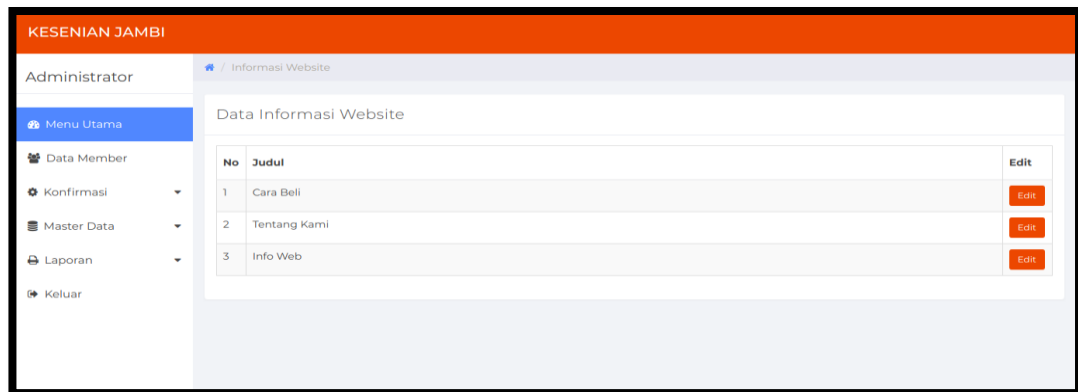 KESENIAN JAMBI
Administrator
/ Informasi Website
Menu Utama
Data Member
Konfirmasi
Master Data
Laporan
Keluar
Data Informasi Website
No Judul Edit
1 Cara Beli Edit
2 Tentang Kami Edit
3 Info Web Edit